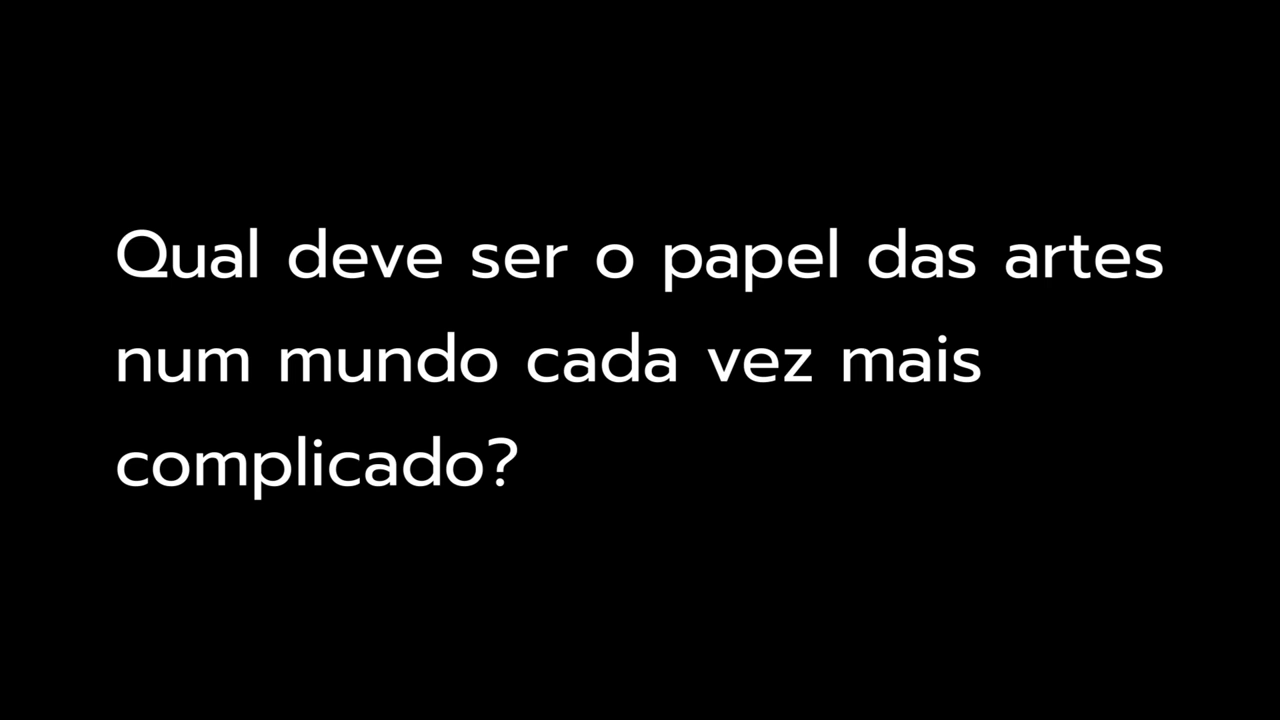 Qual deve ser o papel das artes
num mundo cada vez mais
complicado?